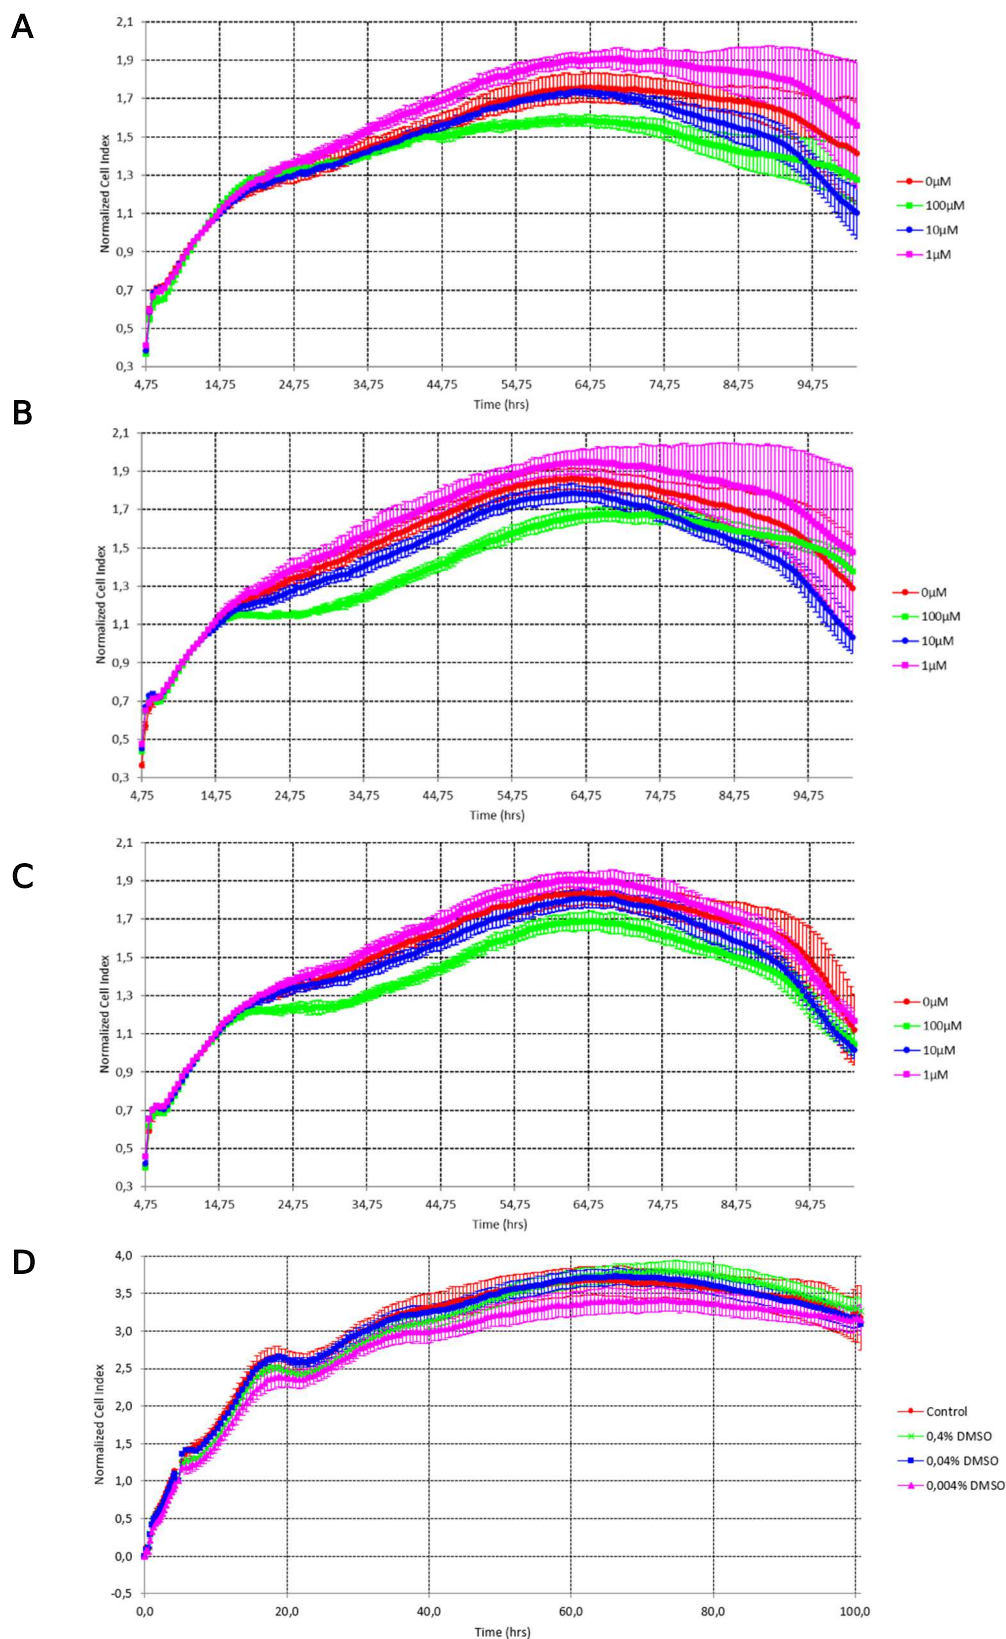 A
2,1
1,9
1,7
1,5
1,3
1,1
0,9
0,7
0,5
0,3
Normalized Cell Index
4,75 14,75 24,75 34,75 44,75 54,75 64,75 74,75 84,75 94,75
Time (hrs)
0µM
100µM
10µM
1µM
B
2,1
1,9
1,7
1,5
1,3
1,1
0,9
0,7
0,5
0,3
Normalized Cell Index
4,75 14,75 24,75 34,75 44,75 54,75 64,75 74,75 84,75 94,75
Time (hrs)
0µM
100µM
10µM
1µM
C
2,1
1,9
1,7
1,5
1,3
1,1
0,9
0,7
0,5
0,3
Normalized Cell Index
4,75 14,75 24,75 34,75 44,75 54,75 64,75 74,75 84,75 94,75
Time (hrs)
0µM
100µM
10µM
1µM
D
4,0
3,5
3,0
2,5
2,0
1,5
1,0
0,5
0,0
-0,5
Normalized Cell Index
0,0 20,0 40,0 60,0 80,0 100,0
Time (hrs)
Control
0,4% DMSO
0,04% DMSO
0,004% DMSO